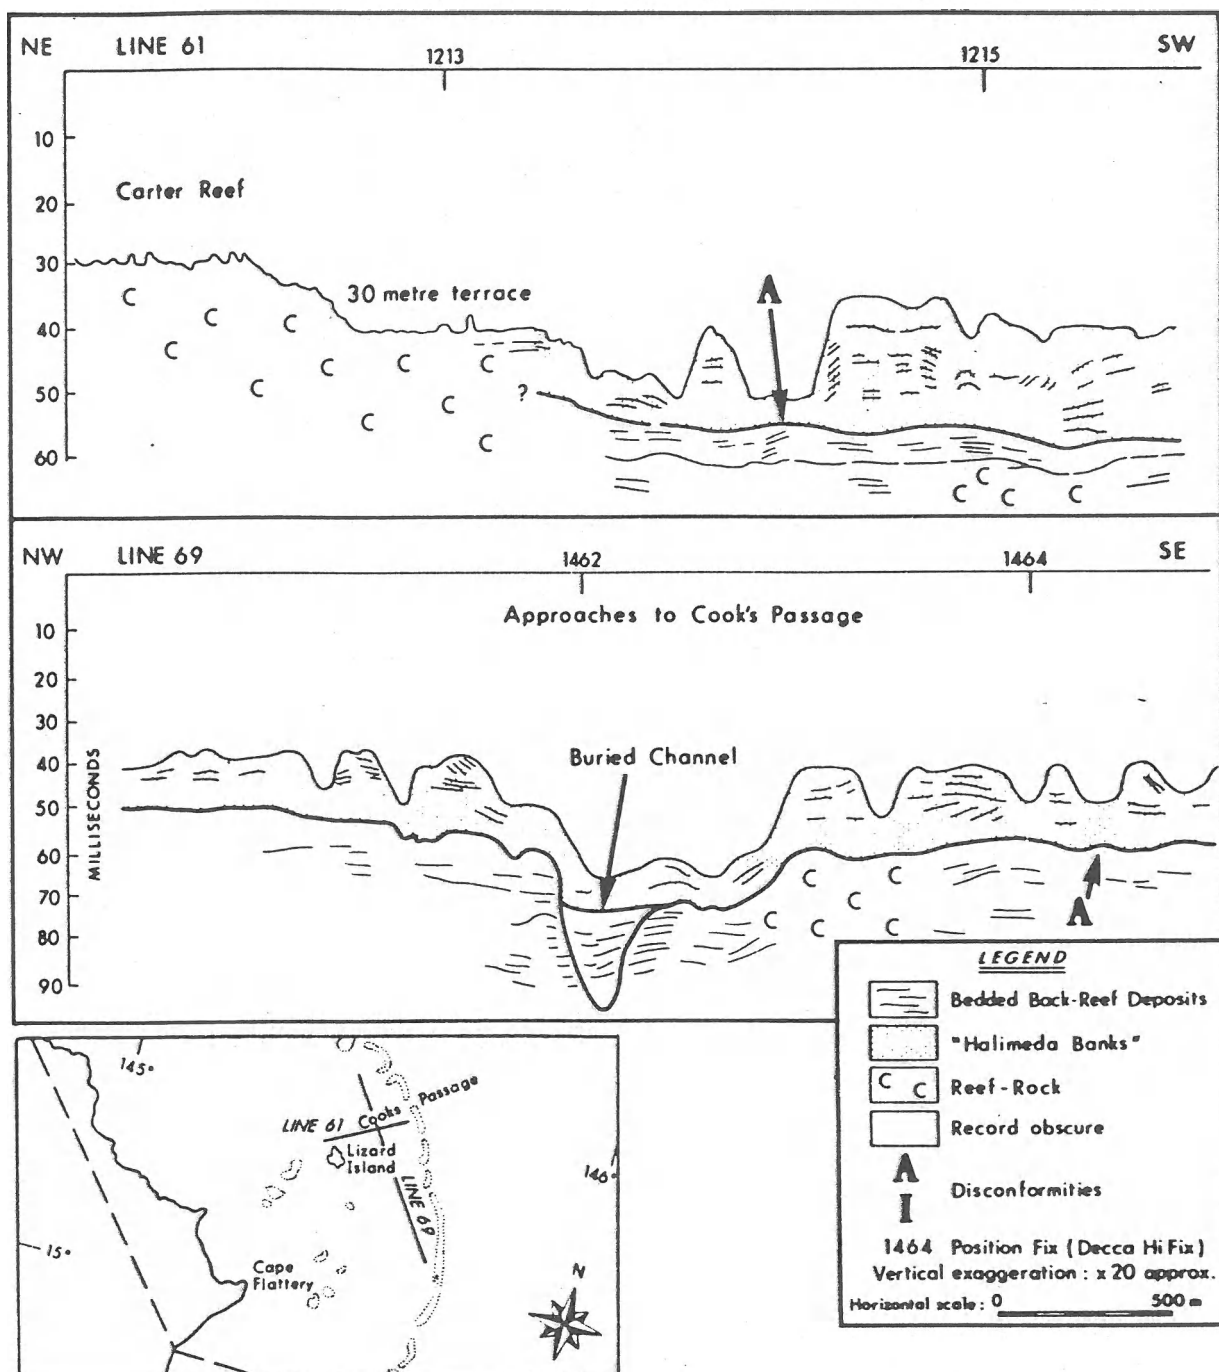 NE LINE 61 1213 1215 SW
10
Carter Reef
20
30
30 metre terrace
A
40
50
?
60
C C C C C C C C C C C C C C C C
NW LINE 69 1462 1464 SE
Approaches to Cook's Passage
10
20
30
Buried Channel
40
50
MILLISECONDS
60
70
80
90
C C C C C C
A
LEGEND
Bedded Back-Reef Deposits
"Halimeda Banks"
C C Reef-Rock
Record obscure
A
I
Disconformities
1464 Position Fix (Decca Hi Fix)
Vertical exaggeration : x 20 approx.
Horizontal scale : 0 500 m
145°
Cooks Passage
LINE 61
Lizard
Island
146°
LINE 69
15°
Cape
Flattery
N